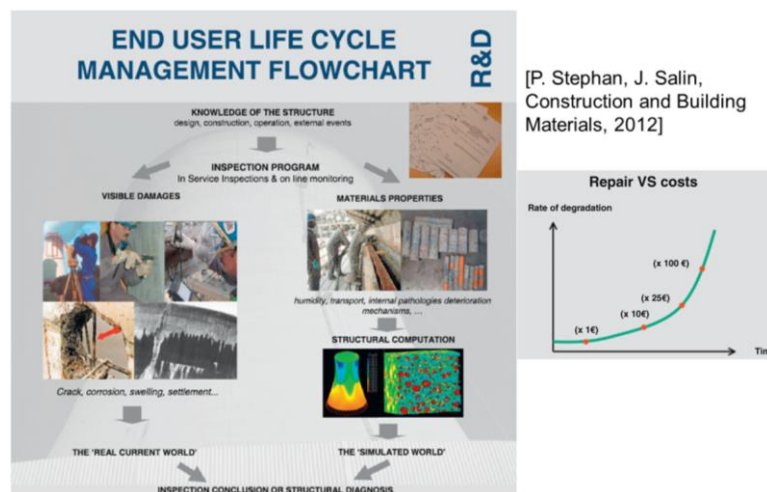 END USER LIFE CYCLE
MANAGEMENT FLOWCHART
R&D
KNOWLEDGE OF THE STRUCTURE
design, construction, operation, external events
INSPECTION PROGRAM
In Service Inspections & on line monitoring
VISIBLE DAMAGES
MATERIALS PROPERTIES
humidity, transport, internal pathologies deterioration
mechanisms, ...
STRUCTURAL COMPUTATION
Crack, corrosion, swelling, settlement...
THE 'REAL CURRENT WORLD'
THE 'SIMULATED WORLD'
INSPECTION CONCLUSION OR STRUCTURAL DIAGNOSIS
[P. Stephan, J. Salin,
Construction and Building
Materials, 2012]
Repair VS costs
Rate of degradation
(x 100 €)
(x 25€)
(x 10€)
(x 1€)
Tim